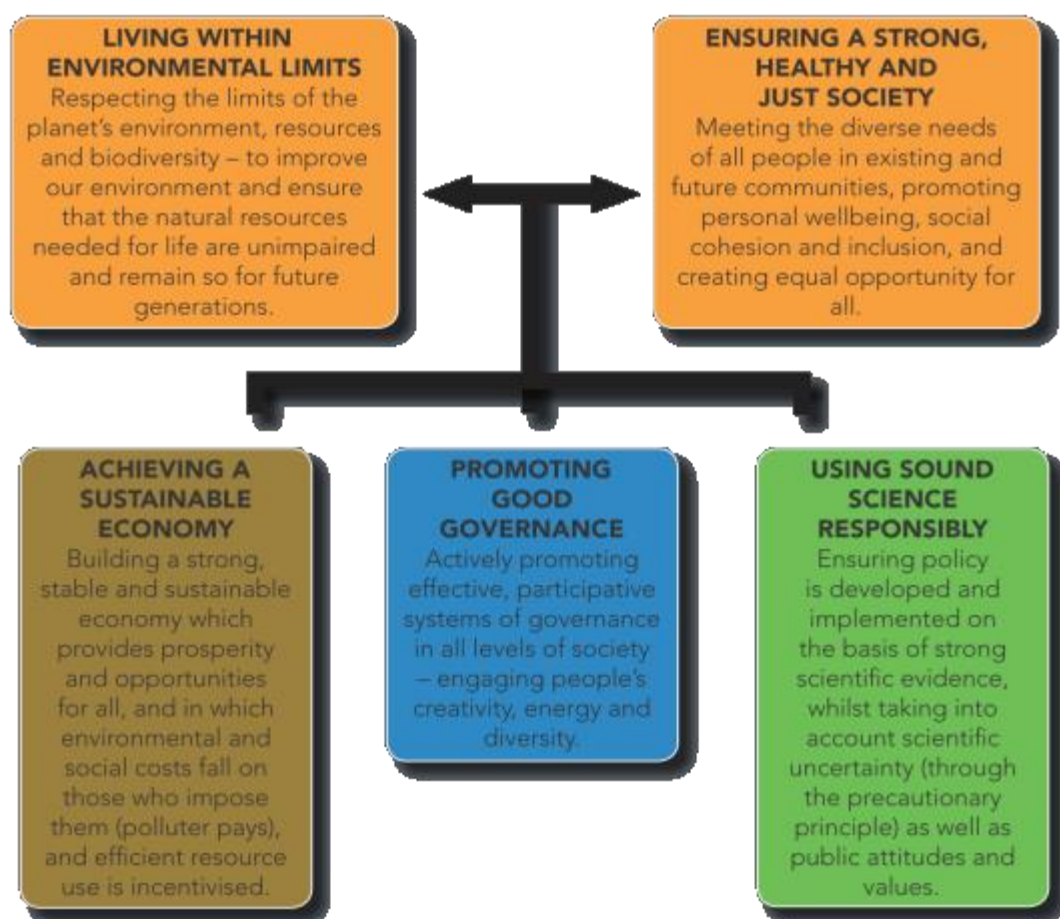 LIVING WITHIN
ENVIRONMENTAL LIMITS
Respecting the limits of the
planet's environment, resources
and biodiversity – to improve
our environment and ensure
that the natural resources
needed for life are unimpaired
and remain so for future
generations.
ENSURING A STRONG,
HEALTHY AND
JUST SOCIETY
Meeting the diverse needs
of all people in existing and
future communities, promoting
personal wellbeing, social
cohesion and inclusion, and
creating equal opportunity for
all.
ACHIEVING A
SUSTAINABLE
ECONOMY
Building a strong,
stable and sustainable
economy which
provides prosperity
and opportunities
for all, and in which
environmental and
social costs fall on
those who impose
them (polluter pays),
and efficient resource
use is incentivised.
PROMOTING
GOOD
GOVERNANCE
Actively promoting
effective, participative
systems of governance
in all levels of society
– engaging people's
creativity, energy and
diversity.
USING SOUND
SCIENCE
RESPONSIBLY
Ensuring policy
is developed and
implemented on
the basis of strong
scientific evidence,
whilst taking into
account scientific
uncertainty (through
the precautionary
principle) as well as
public attitudes and
values.